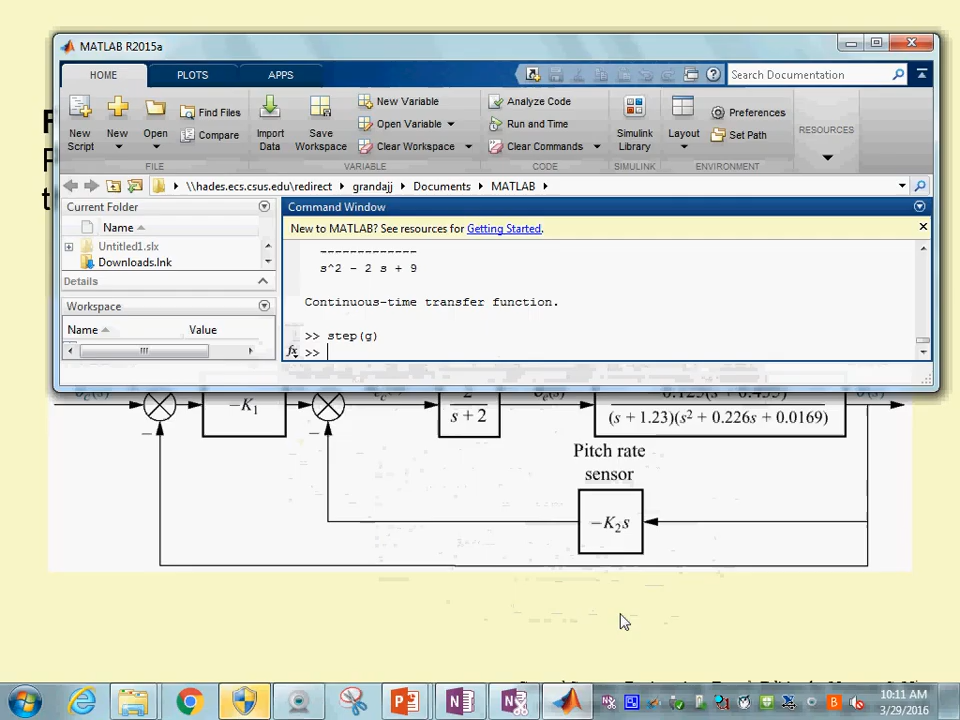 MATLAB R2015a
HOME
PLOTS
APPS
Search Documentation
New Script
New
Open
Find Files
Compare
Import Data
Save Workspace
New Variable
Open Variable
Clear Workspace
Analyze Code
Run and Time
Clear Commands
Simulink Library
Layout
Preferences
Set Path
RESOURCES
FILE
VARIABLE
CODE
SIMULINK
ENVIRONMENT
\\hades.ecs.csus.edu\redirect
grandajj
Documents
MATLAB
Current Folder
Name
Untitled1.slx
Downloads.lnk
Details
Workspace
Name
Value
Command Window
New to MATLAB? See resources for Getting Started.
-------------
s^2 - 2 s + 9
Continuous-time transfer function.
>> step(g)
fx >>
−K1
s + 2
(s + 1.23)(s² + 0.226s + 0.0169)
−
−
Pitch rate
sensor
−K2s
10:11 AM
3/29/2016